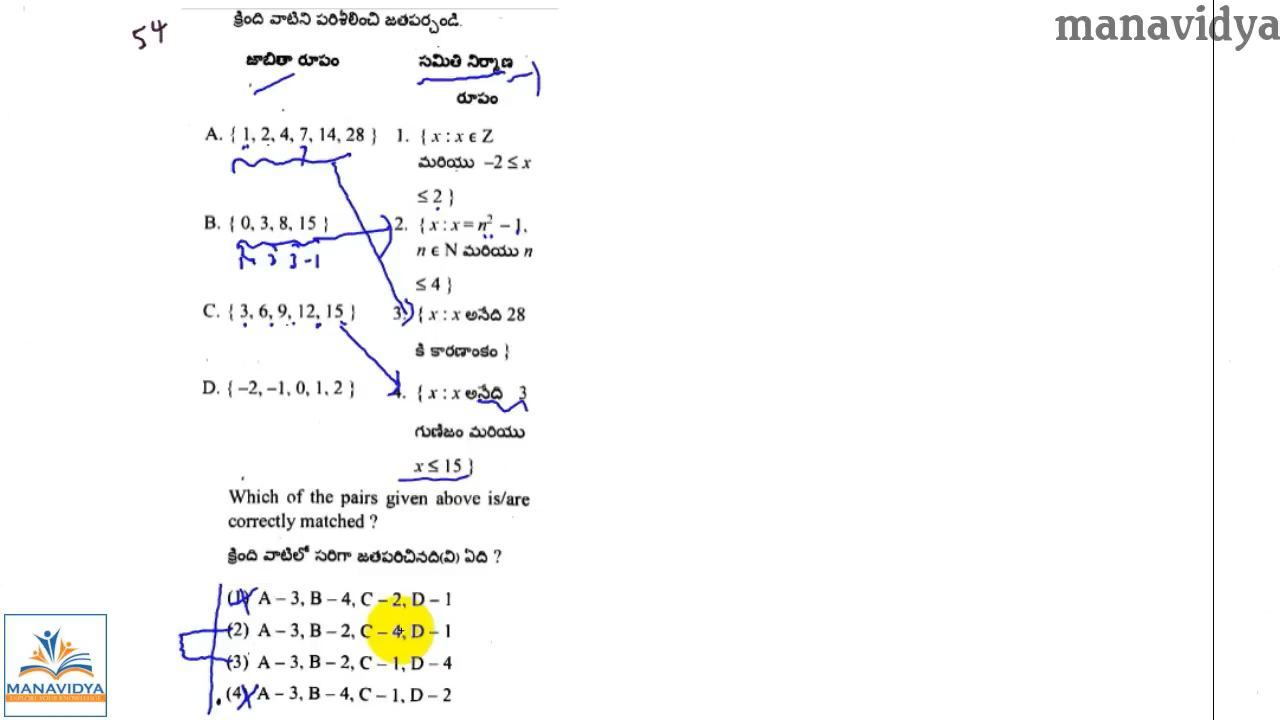 manavidya
54
క్రింది వాటిని పరిశీలించి జతపర్చండి.
జాబితా రూపం సమితి నిర్మాణ
రూపం
A. { 1, 2, 4, 7, 14, 28 } 1. { x : x ∈ Z
మరియు −2 ≤ x
≤ 2 }
B. { 0, 3, 8, 15 } 2. { x : x = n² − 1,
n ∈ N మరియు n
≤ 4 }
C. { 3, 6, 9, 12, 15 } 3. { x : x అనేది 28
కి కారణాంకం }
D. { −2, −1, 0, 1, 2 } 4. { x : x అనేది 3
గుణిజం మరియు
x ≤ 15 }
Which of the pairs given above is/are
correctly matched ?
క్రింది వాటిలో సరిగా జతపరిచినది(వి) ఏది ?
(1) A – 3, B – 4, C – 2, D – 1
(2) A – 3, B – 2, C – 4, D – 1
(3) A – 3, B – 2, C – 1, D – 4
(4) A – 3, B – 4, C – 1, D – 2
MANAVIDYA